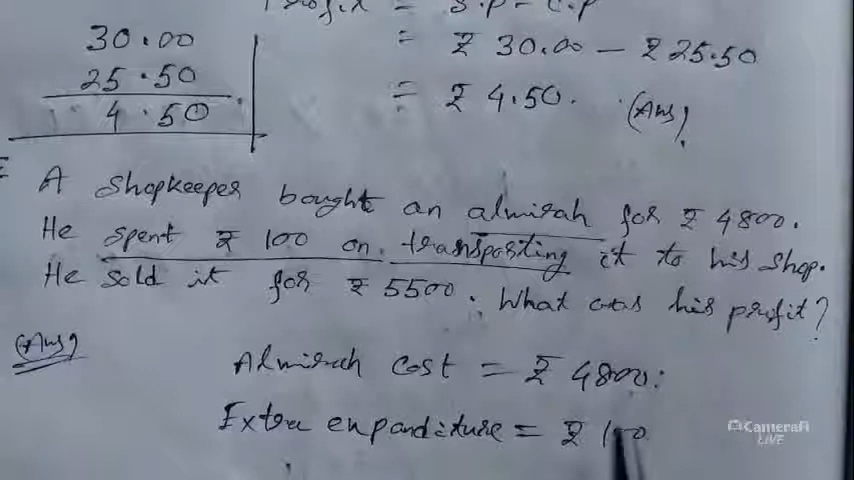 Profit = S.P - C.P
30.00
25.50
4.50
= ₹ 30.00 — ₹ 25.50
= ₹ 4.50. (Ans)
A shopkeeper bought an almirah for ₹ 4800.
He spent ₹ 100 on transporting it to his shop.
He sold it for ₹ 5500. What was his profit?
(Ans)
Almirah cost = ₹ 4800.
Extra expanditure = ₹ 100
CameraFi
LIVE